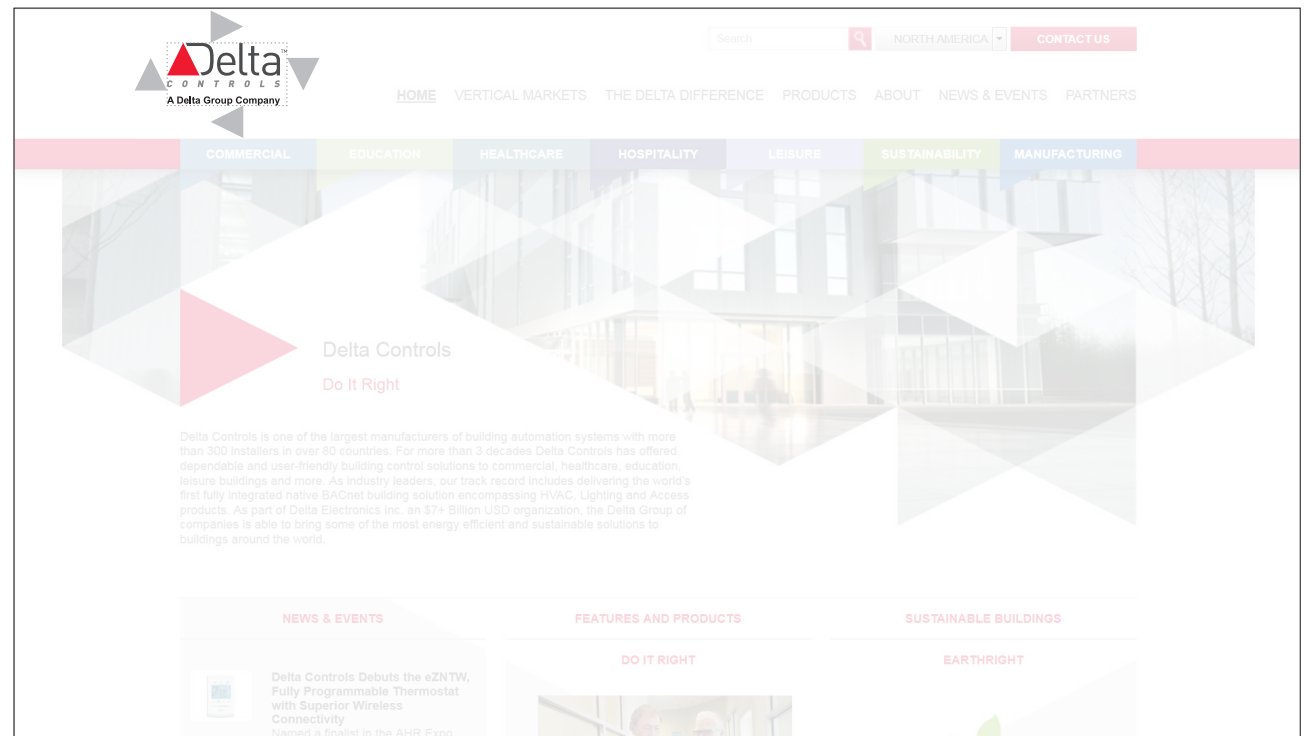 Delta™
CONTROLS
A Delta Group Company
Search
NORTH AMERICA
CONTACT US
HOME VERTICAL MARKETS THE DELTA DIFFERENCE PRODUCTS ABOUT NEWS & EVENTS PARTNERS
COMMERCIAL EDUCATION HEALTHCARE HOSPITALITY LEISURE SUSTAINABILITY MANUFACTURING
Delta Controls
Do It Right
Delta Controls is one of the largest manufacturers of building automation systems with more
than 300 installers in over 80 countries. For more than 3 decades Delta Controls has offered
dependable and user-friendly building control solutions to commercial, healthcare, education,
leisure buildings and more. As industry leaders, our track record includes delivering the world's
first fully integrated native BACnet building solution encompassing HVAC, Lighting and Access
products. As part of Delta Electronics Inc. an $7+ Billion USD organization, the Delta Group of
companies is able to bring some of the most energy efficient and sustainable solutions to
buildings around the world.
NEWS & EVENTS
Delta Controls Debuts the eZNTW,
Fully Programmable Thermostat
with Superior Wireless
Connectivity
Named a finalist in the AHR Expo
FEATURES AND PRODUCTS
DO IT RIGHT
SUSTAINABLE BUILDINGS
EARTHRIGHT